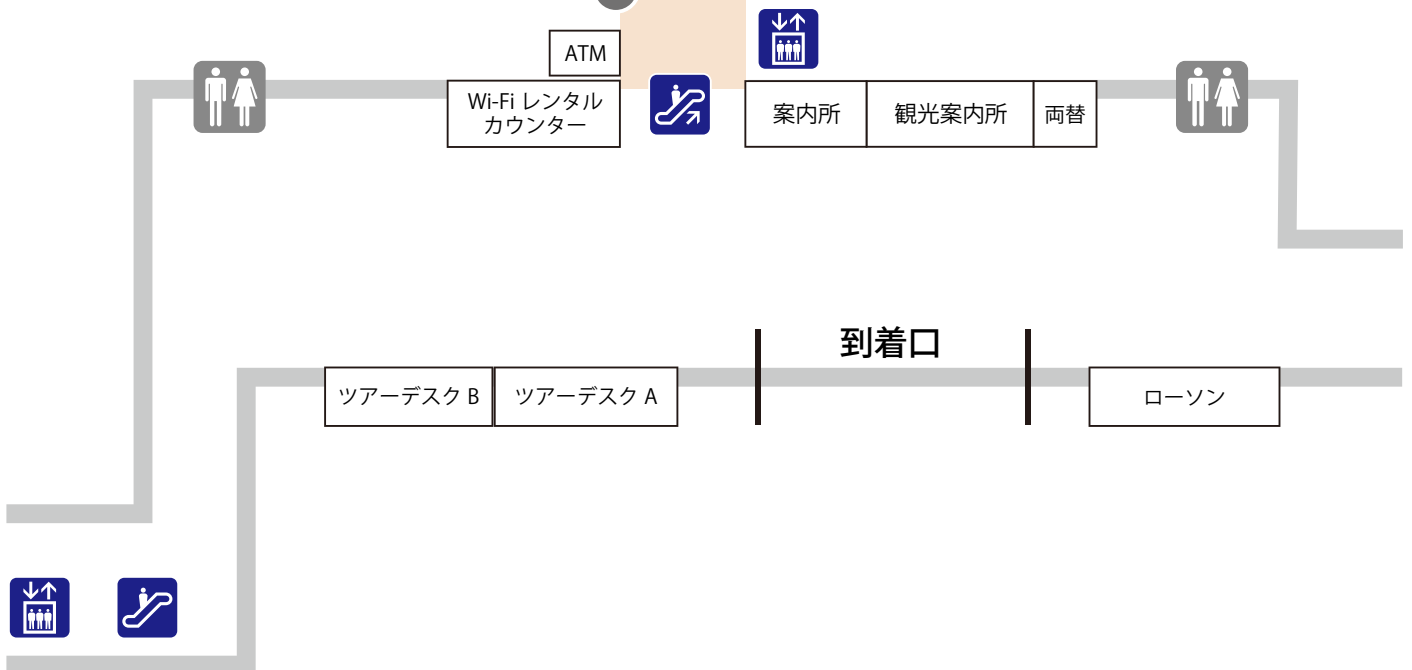 ATM
Wi-Fi レンタル
カウンター
案内所
観光案内所
両替
到着口
ツアーデスク B
ツアーデスク A
ローソン